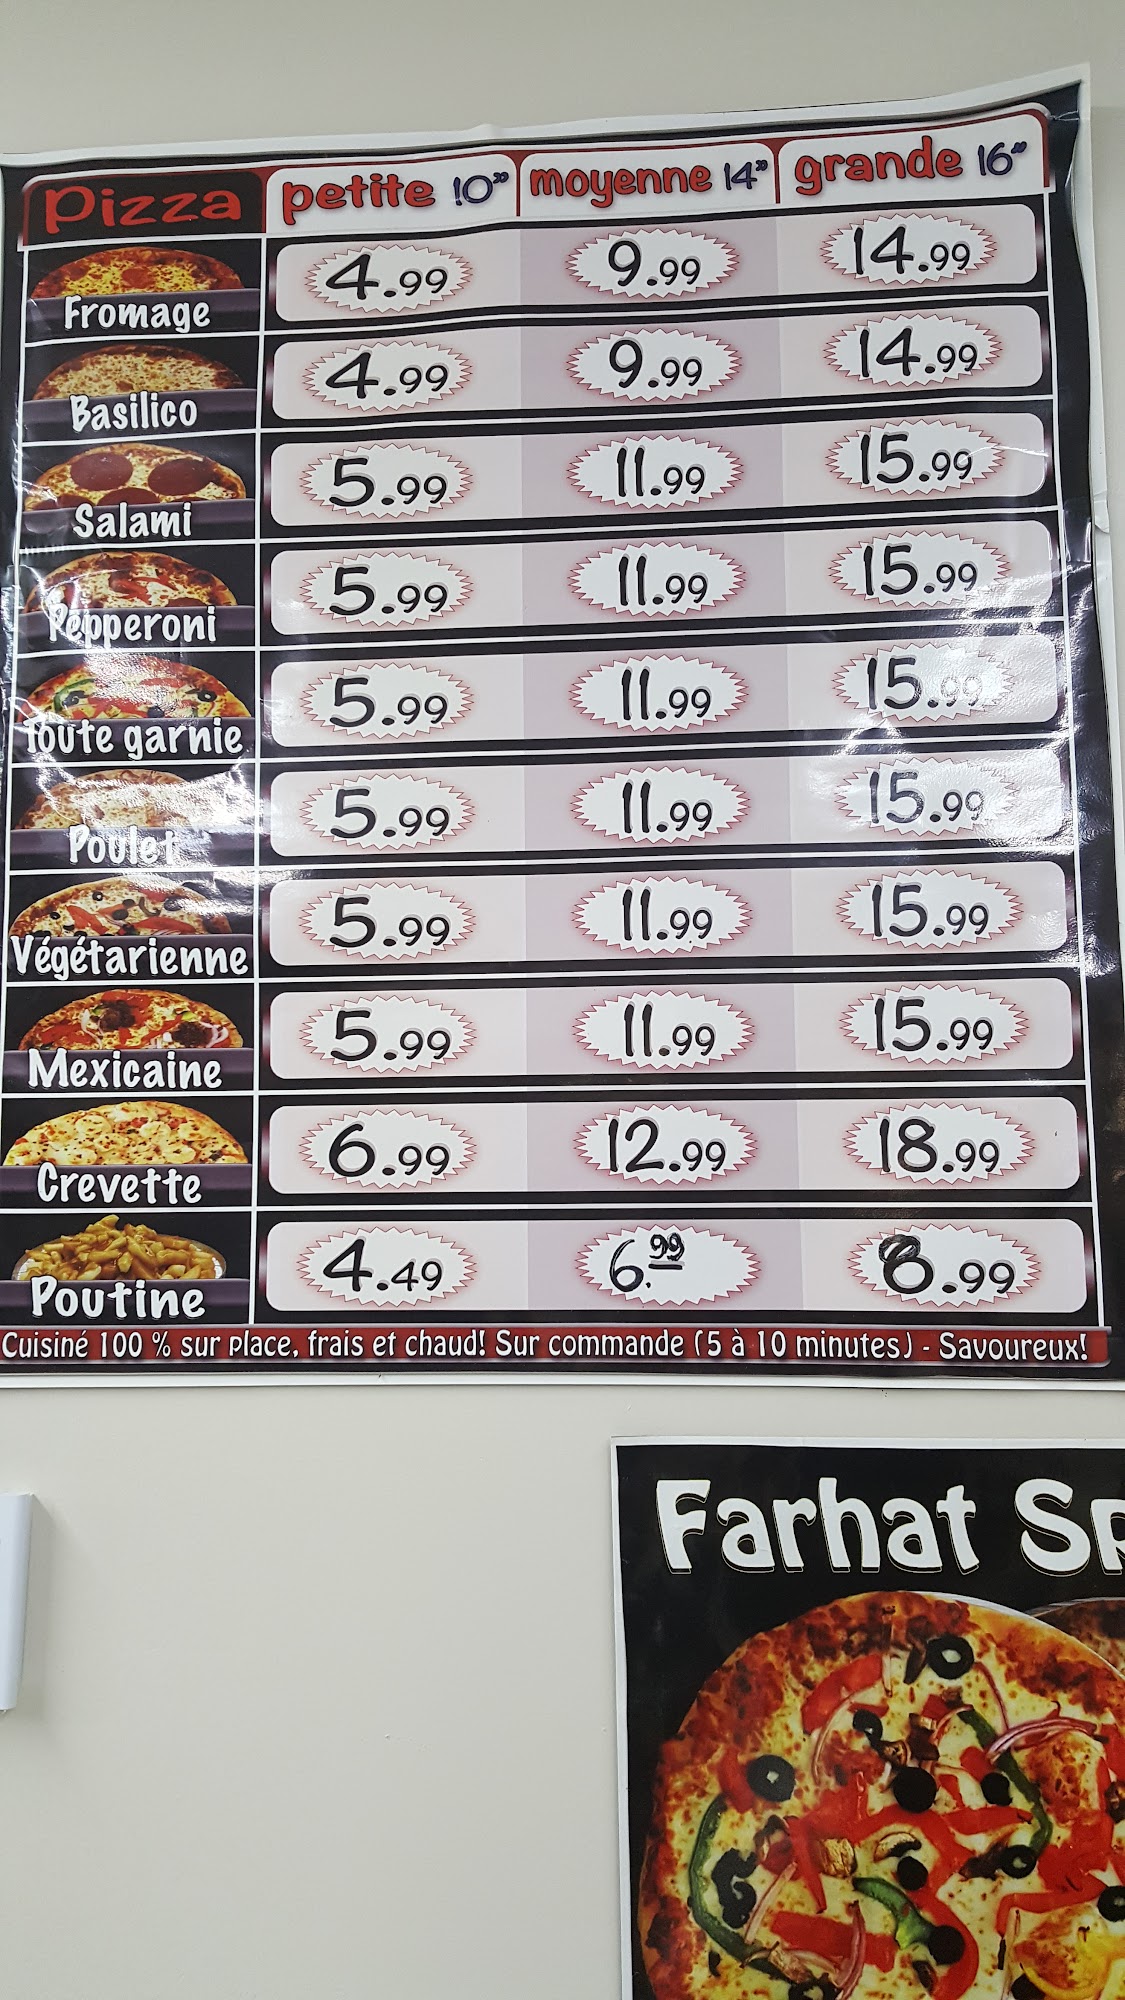 Pizza petite 10" moyenne 14" grande 16"
Fromage 4.99 9.99 14.99
Basilico 4.99 9.99 14.99
Salami 5.99 11.99 15.99
Pépperoni 5.99 11.99 15.99
Toute garnie 5.99 11.99 15.99
Poulet 5.99 11.99 15.99
Végétarienne 5.99 11.99 15.99
Mexicaine 5.99 11.99 15.99
Crevette 6.99 12.99 18.99
Poutine 4.49 6.99 8.99
Cuisiné 100 % sur place, frais et chaud! Sur commande (5 à 10 minutes) - Savoureux!
Farhat Sp